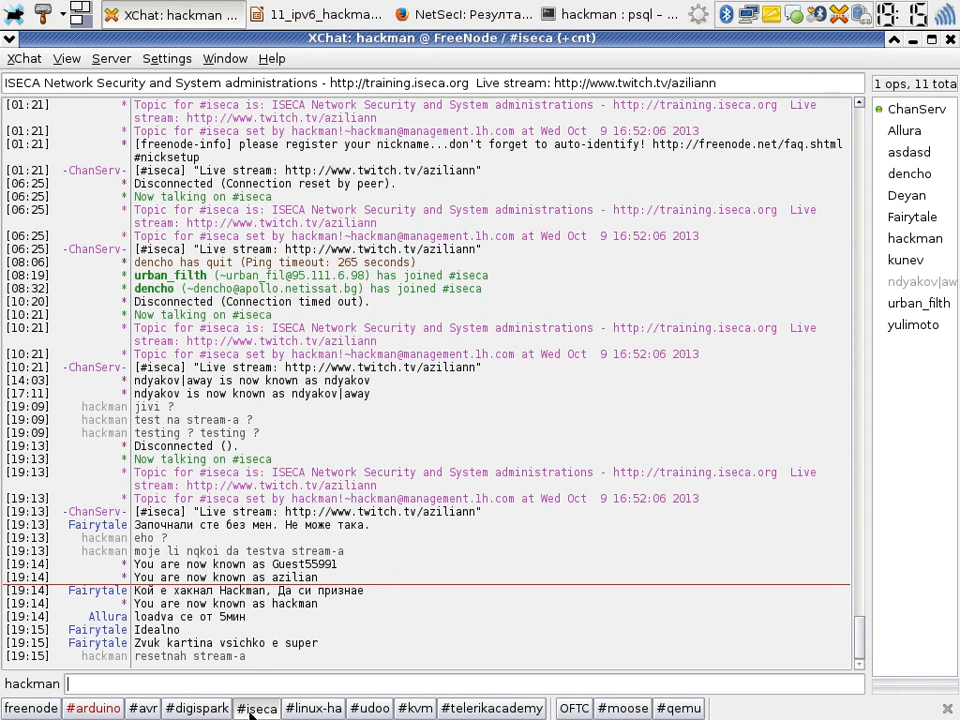 XChat: hackman ...
11_ipv6_hackma...
NetSecl: Резулта...
hackman : psql – ...
19:15
XChat: hackman @ FreeNode / #iseca (+cnt)
XChat View Server Settings Window Help
ISECA Network Security and System administrations - http://training.iseca.org Live stream: http://www.twitch.tv/aziliann
1 ops, 11 tota
[01:21] * Topic for #iseca is: ISECA Network Security and System administrations - http://training.iseca.org Live
stream: http://www.twitch.tv/aziliann
[01:21] * Topic for #iseca set by hackman!~hackman@management.1h.com at Wed Oct 9 16:52:06 2013
[01:21] * [freenode-info] please register your nickname...don't forget to auto-identify! http://freenode.net/faq.shtml
#nicksetup
[01:21] -ChanServ- [#iseca] "Live stream: http://www.twitch.tv/aziliann"
[06:25] * Disconnected (Connection reset by peer).
[06:25] * Now talking on #iseca
[06:25] * Topic for #iseca is: ISECA Network Security and System administrations - http://training.iseca.org Live
stream: http://www.twitch.tv/aziliann
[06:25] * Topic for #iseca set by hackman!~hackman@management.1h.com at Wed Oct 9 16:52:06 2013
[06:25] -ChanServ- [#iseca] "Live stream: http://www.twitch.tv/aziliann"
[08:06] * dencho has quit (Ping timeout: 265 seconds)
[08:19] * urban_filth (~urban_fil@95.111.6.98) has joined #iseca
[08:32] * dencho (~dencho@apollo.netissat.bg) has joined #iseca
[10:20] * Disconnected (Connection timed out).
[10:21] * Now talking on #iseca
[10:21] * Topic for #iseca is: ISECA Network Security and System administrations - http://training.iseca.org Live
stream: http://www.twitch.tv/aziliann
[10:21] * Topic for #iseca set by hackman!~hackman@management.1h.com at Wed Oct 9 16:52:06 2013
[10:21] -ChanServ- [#iseca] "Live stream: http://www.twitch.tv/aziliann"
[14:03] * ndyakov|away is now known as ndyakov
[17:11] * ndyakov is now known as ndyakov|away
[19:09] hackman jivi ?
[19:09] hackman test na stream-a ?
[19:09] hackman testing ? testing ?
[19:13] * Disconnected ().
[19:13] * Now talking on #iseca
[19:13] * Topic for #iseca is: ISECA Network Security and System administrations - http://training.iseca.org Live
stream: http://www.twitch.tv/aziliann
[19:13] * Topic for #iseca set by hackman!~hackman@management.1h.com at Wed Oct 9 16:52:06 2013
[19:13] -ChanServ- [#iseca] "Live stream: http://www.twitch.tv/aziliann"
[19:13] Fairytale Започнали сте без мен. Не може така.
[19:13] hackman eho ?
[19:13] hackman moje li nqkoi da testva stream-a
[19:14] * You are now known as Guest55991
[19:14] * You are now known as azilian
[19:14] Fairytale Кой е хакнал Hackman, Да си признае
[19:14] * You are now known as hackman
[19:14] Allura loadva се от 5мин
[19:15] Fairytale Idealno
[19:15] Fairytale Zvuk kartina vsichko e super
[19:15] hackman resetnah stream-a
ChanServ
Allura
asdasd
dencho
Deyan
Fairytale
hackman
kunev
ndyakov|aw
urban_filth
yulimoto
hackman
freenode #arduino #avr #digispark #iseca #linux-ha #udoo #kvm #telerikacademy OFTC #moose #qemu